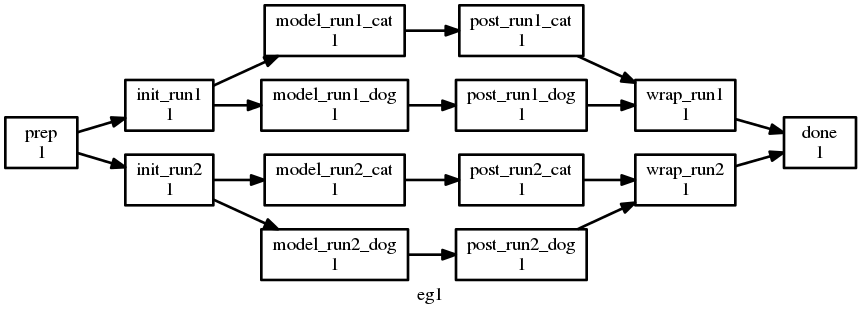 model_run1_cat
1
post_run1_cat
1
init_run1
1
model_run1_dog
1
post_run1_dog
1
wrap_run1
1
prep
1
done
1
init_run2
1
model_run2_cat
1
post_run2_cat
1
wrap_run2
1
model_run2_dog
1
post_run2_dog
1
eg1